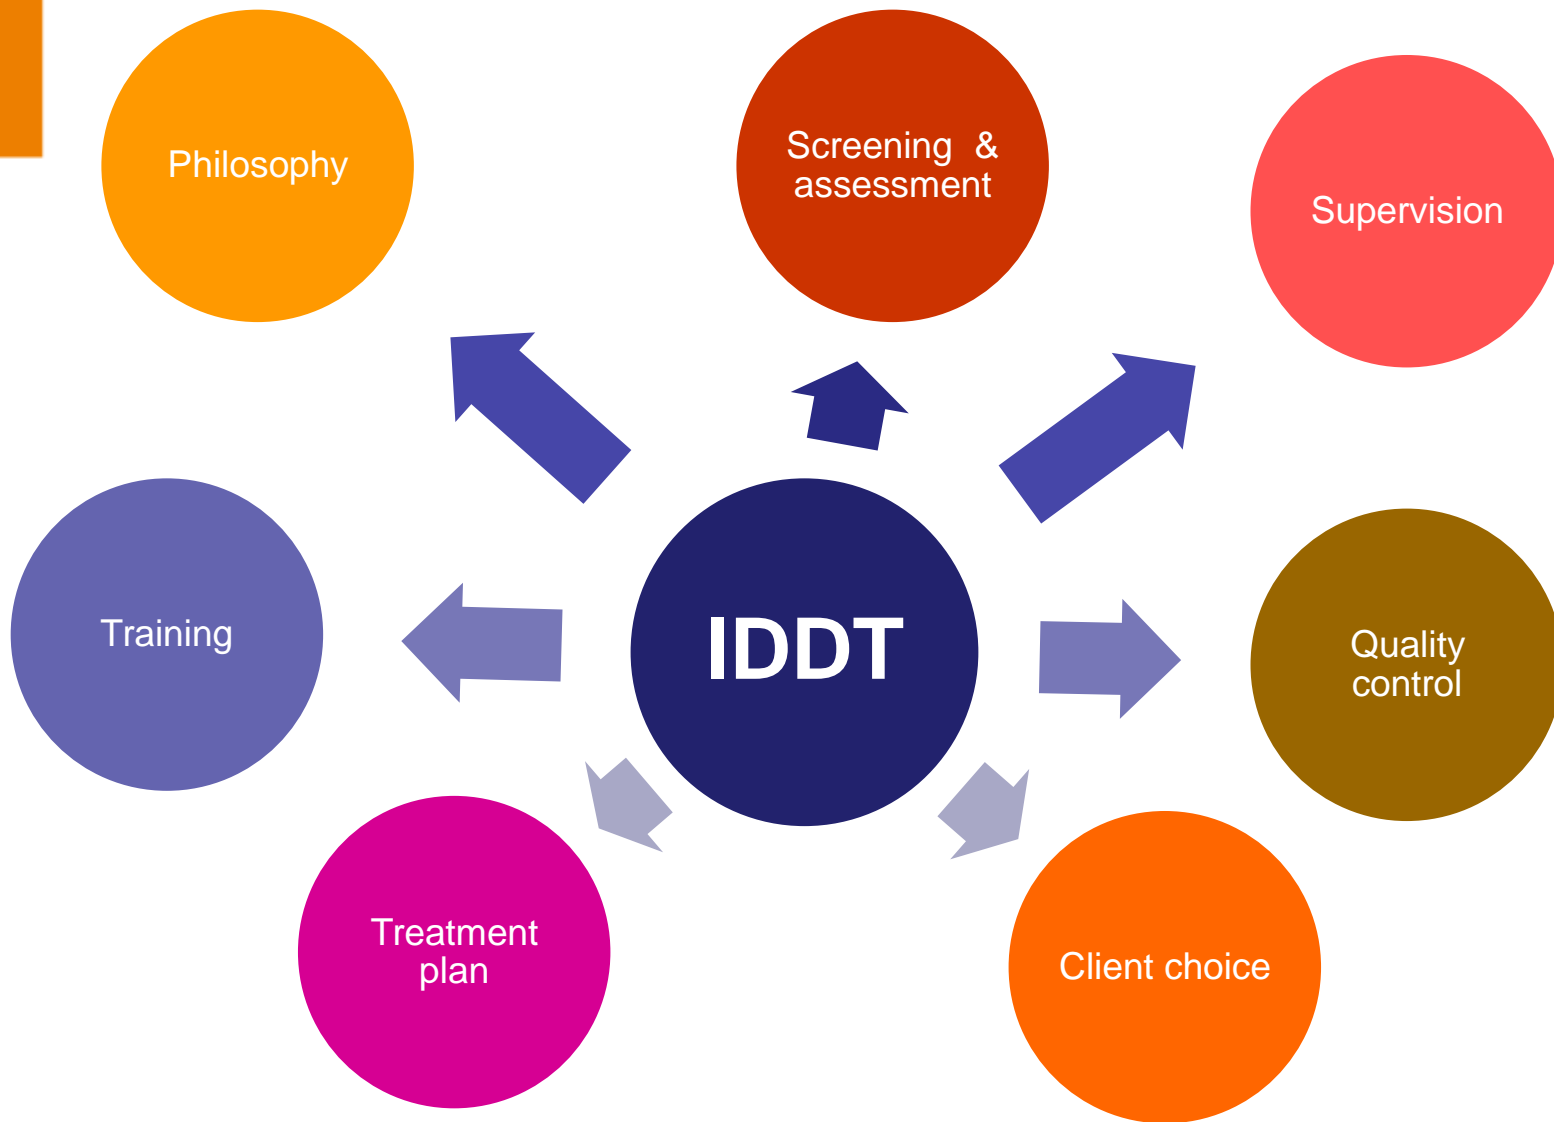 Philosophy
Screening & 
assessment
Supervision
Training
IDDT
Quality
control
Treatment
plan
Client choice